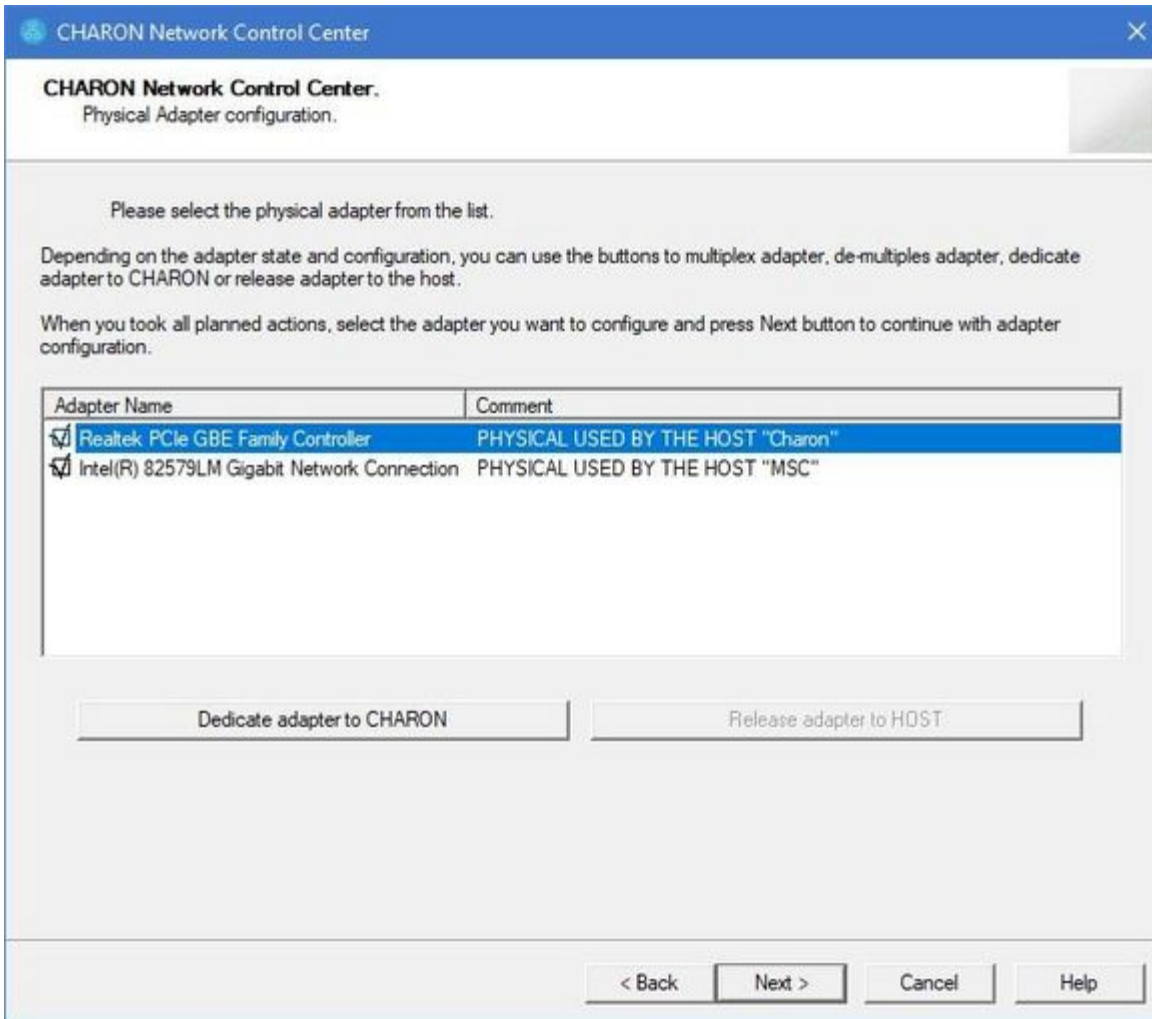 CHARON Network Control Center
CHARON Network Control Center.
Physical Adapter configuration.
Please select the physical adapter from the list.
Depending on the adapter state and configuration, you can use the buttons to multiplex adapter, de-multiples adapter, dedicate
adapter to CHARON or release adapter to the host.
When you took all planned actions, select the adapter you want to configure and press Next button to continue with adapter
configuration.
Adapter Name Comment
Realtek PCIe GBE Family Controller PHYSICAL USED BY THE HOST "Charon"
Intel(R) 82579LM Gigabit Network Connection PHYSICAL USED BY THE HOST "MSC"
Dedicate adapter to CHARON Release adapter to HOST
< Back Next > Cancel Help